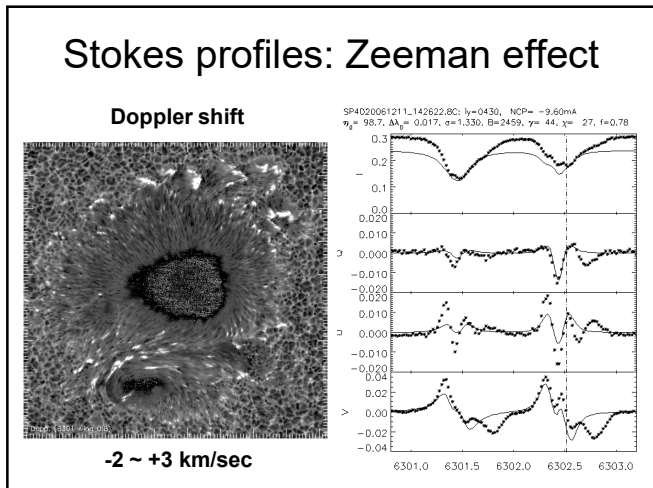 Stokes profiles: Zeeman effect
Doppler shift
-2 ~ +3 km/sec
SP4D20061211_142622.8C: iy=0430, NCP= -9.60mA
η₀= 98.7, Δλ_D= 0.017, σ=1.330, B=2459, γ= 44, χ= 27, f=0.78
I
0.3
0.2
0.1
0.0
Q
0.020
0.010
0.000
-0.010
-0.020
U
0.020
0.010
0.000
-0.010
-0.020
V
0.04
0.02
0.00
-0.02
-0.04
6301.0 6301.5 6302.0 6302.5 6303.0